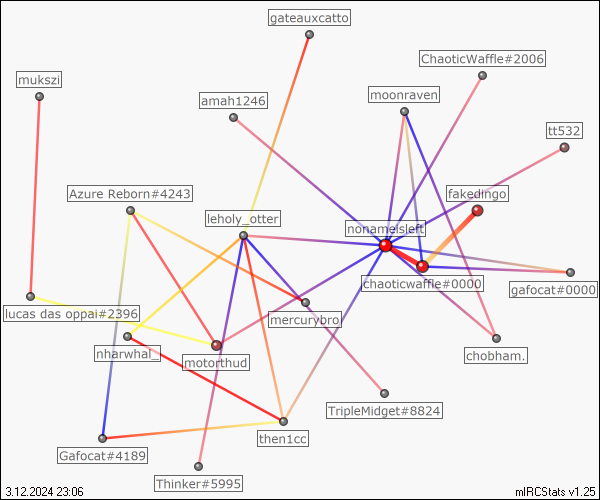 gateauxcatto
ChaoticWaffle#2006
mukszi
moonraven
amah1246
tt532
Azure Reborn#4243
fakedingo
leholy_otter
nonameisleft
chaoticwaffle#0000
gafocat#0000
lucas das oppai#2396
mercurybro
nharwhal_
motorthud
chobham.
TripleMidget#8824
then1cc
Gafocat#4189
Thinker#5995
3.12.2024 23:06
mIRCStats v1.25